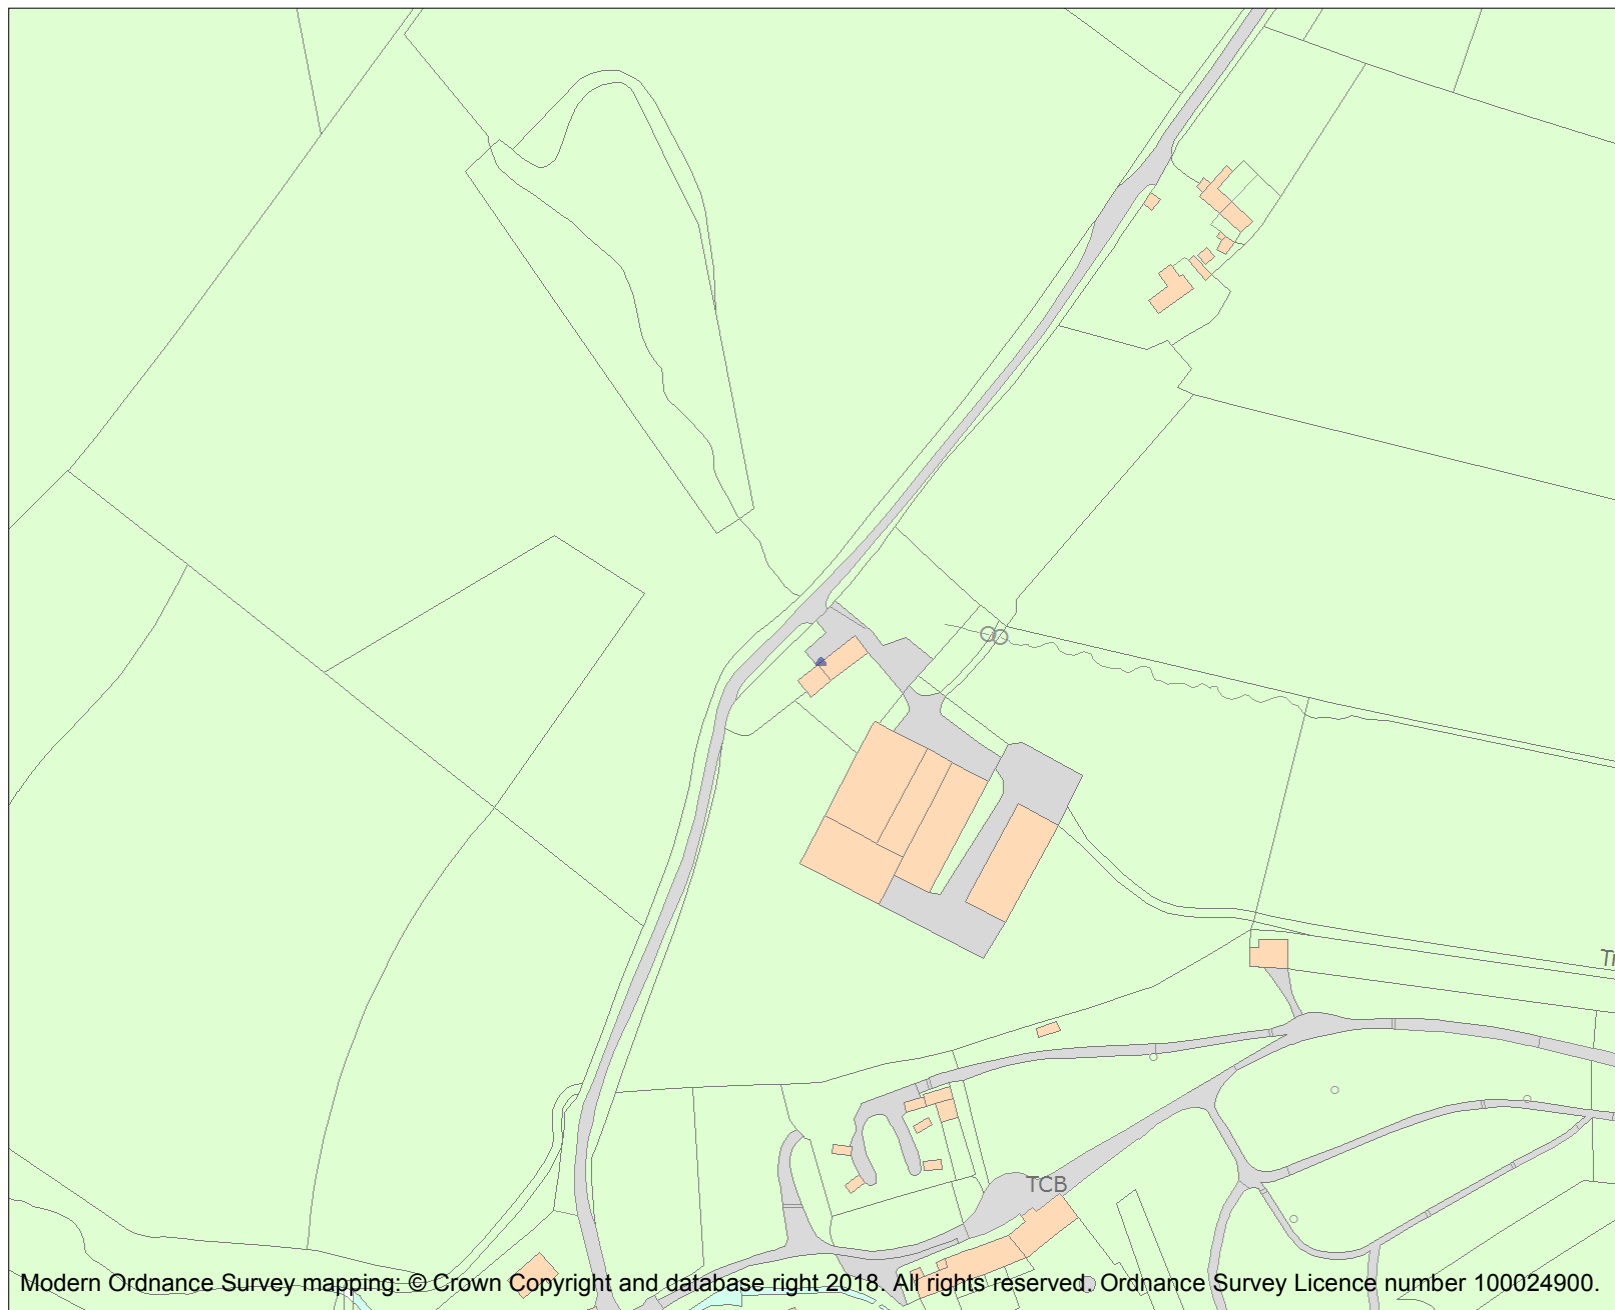 Tr
TCB
Modern Ordnance Survey mapping: © Crown Copyright and database right 2018. All rights reserved. Ordnance Survey Licence number 100024900.